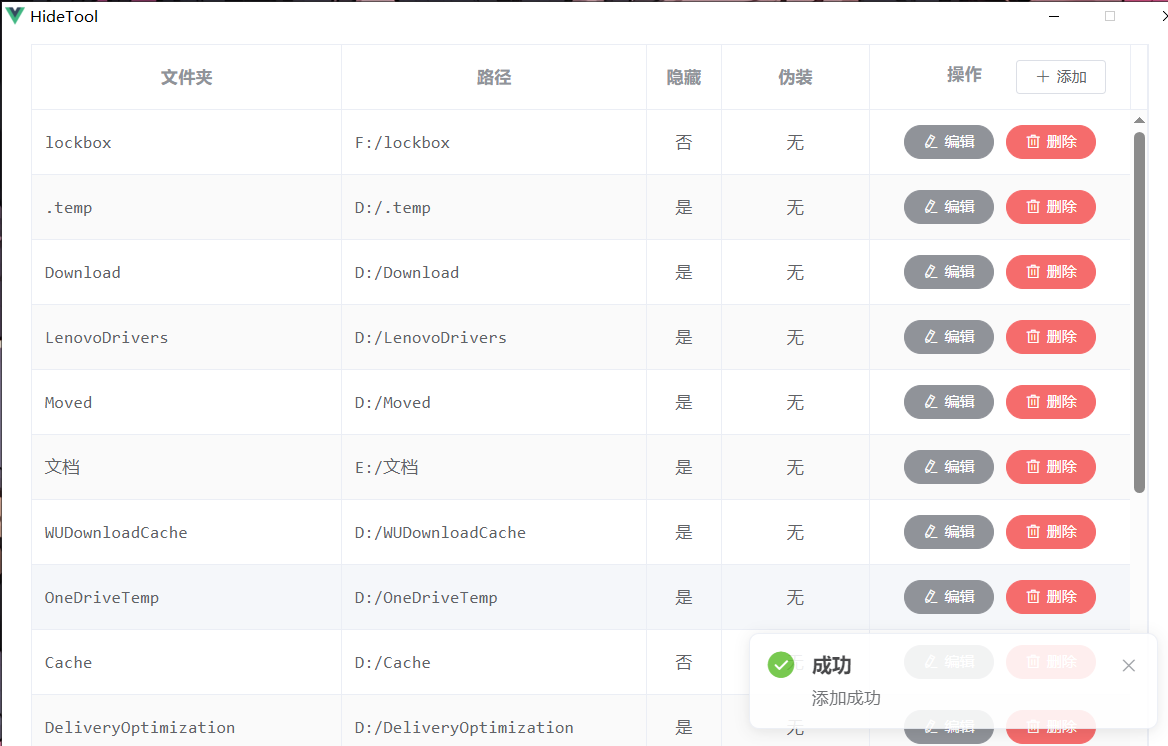 HideTool
文件夹 路径 隐藏 伪装 操作 添加
lockbox F:/lockbox 否 无 编辑 删除
.temp D:/.temp 是 无 编辑 删除
Download D:/Download 是 无 编辑 删除
LenovoDrivers D:/LenovoDrivers 是 无 编辑 删除
Moved D:/Moved 是 无 编辑 删除
文档 E:/文档 是 无 编辑 删除
WUDownloadCache D:/WUDownloadCache 是 无 编辑 删除
OneDriveTemp D:/OneDriveTemp 是 无 编辑 删除
Cache D:/Cache 否 无 编辑 删除
成功
添加成功
DeliveryOptimization D:/DeliveryOptimization 是 无 编辑 删除